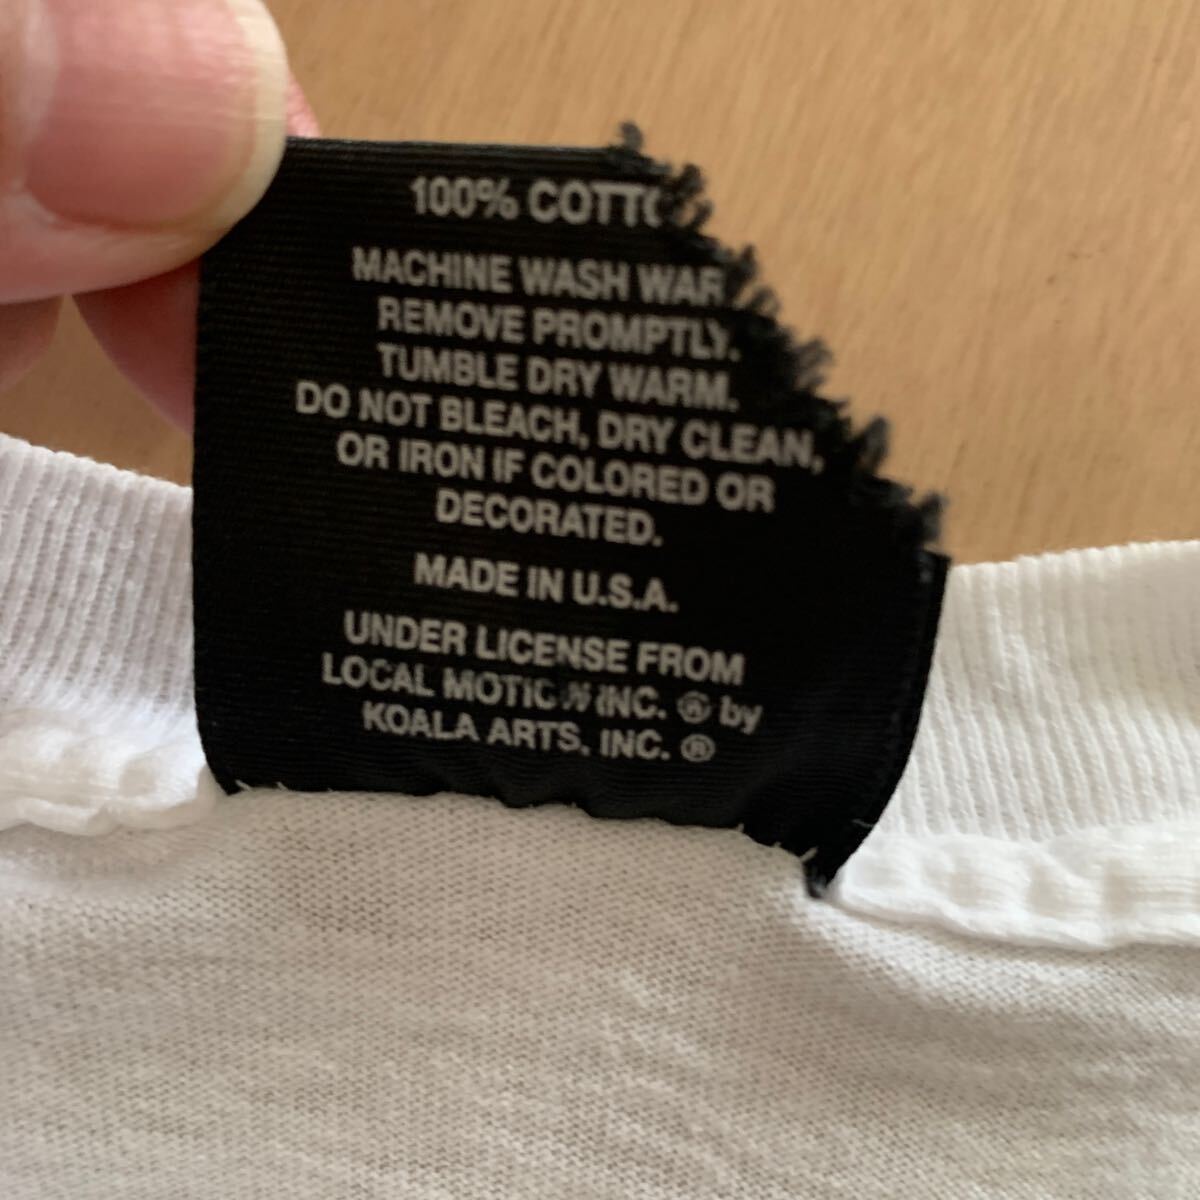 100% COTTO
MACHINE WASH WAR
REMOVE PROMPTLY.
TUMBLE DRY WARM.
DO NOT BLEACH, DRY CLEAN,
OR IRON IF COLORED OR
DECORATED.
MADE IN U.S.A.
UNDER LICENSE FROM
LOCAL MOTION INC. ® by
KOALA ARTS. INC. ®